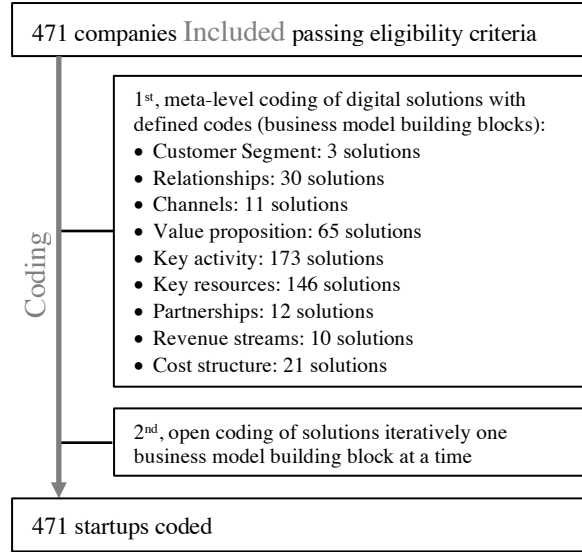 471 companies Included passing eligibility criteria
1st, meta-level coding of digital solutions with
defined codes (business model building blocks):
• Customer Segment: 3 solutions
• Relationships: 30 solutions
• Channels: 11 solutions
• Value proposition: 65 solutions
• Key activity: 173 solutions
• Key resources: 146 solutions
• Partnerships: 12 solutions
• Revenue streams: 10 solutions
• Cost structure: 21 solutions
Coding
2nd, open coding of solutions iteratively one
business model building block at a time
471 startups coded